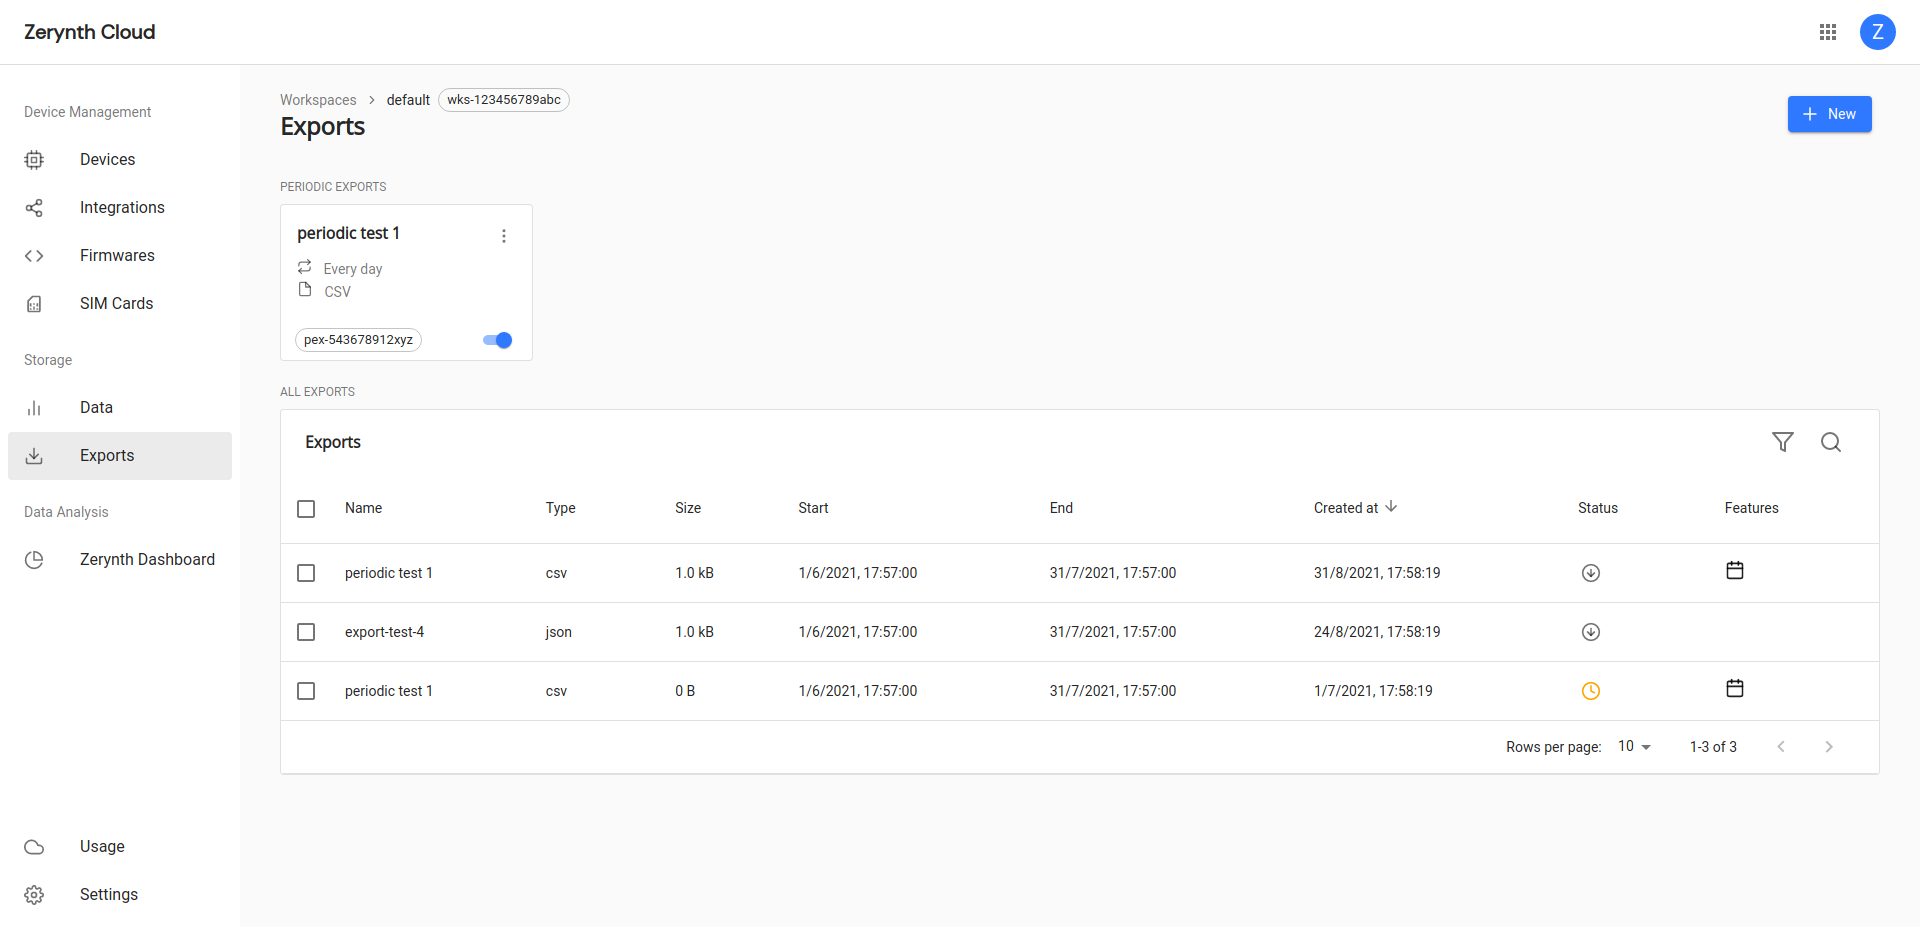 Zerynth Cloud
Z
Device Management
Devices
Integrations
Firmwares
SIM Cards
Storage
Data
Exports
Data Analysis
Zerynth Dashboard
Usage
Settings
Workspaces > default wks-123456789abc
Exports
+ New
PERIODIC EXPORTS
periodic test 1
Every day
CSV
pex-543678912xyz
ALL EXPORTS
Exports
Name Type Size Start End Created at Status Features
periodic test 1 csv 1.0 kB 1/6/2021, 17:57:00 31/7/2021, 17:57:00 31/8/2021, 17:58:19
export-test-4 json 1.0 kB 1/6/2021, 17:57:00 31/7/2021, 17:57:00 24/8/2021, 17:58:19
periodic test 1 csv 0 B 1/6/2021, 17:57:00 31/7/2021, 17:57:00 1/7/2021, 17:58:19
Rows per page: 10 1-3 of 3